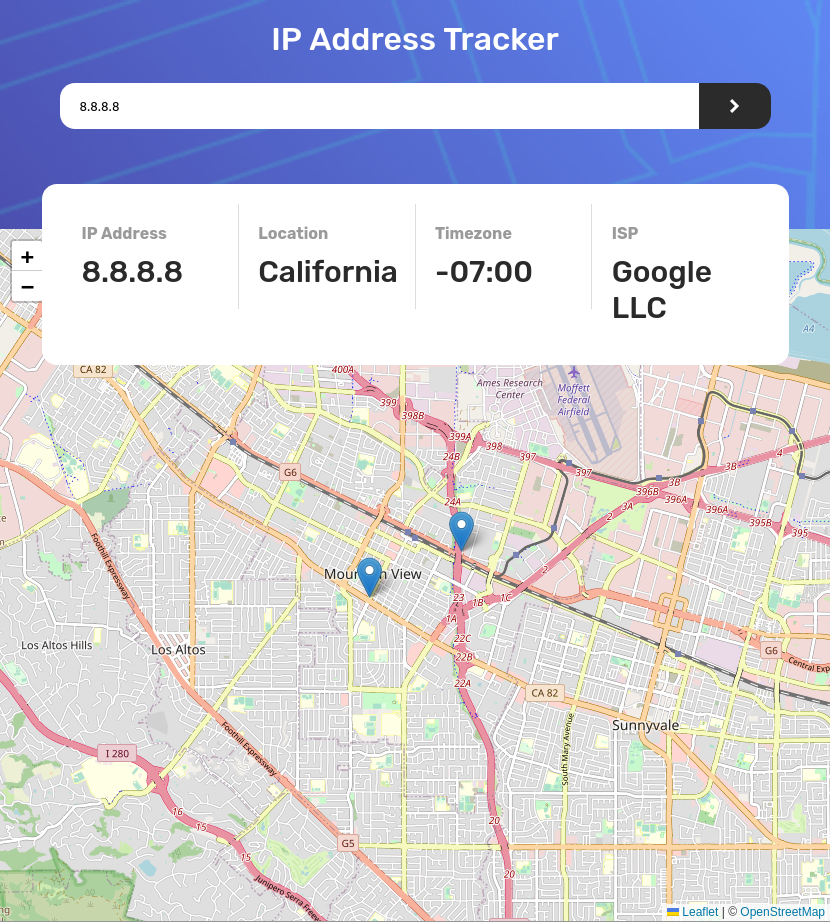 IP Address Tracker
8.8.8.8
IP Address
Location
Timezone
ISP
8.8.8.8
California
-07:00
Google
LLC
+
−
A4
CA 82
400A
Ames Research
Center
Moffett
Federal
Airfield
399
398B
399A
398
397
24B
397
4
3B
3B
G6
396B
396A
396A
3A
24A
2
395B
395
Foothill Expressway
2
Mountain View
23
1B
1C
1A
22C
Los Altos Hills
Los Altos
22B
G6
Central Exp
22A
CA 82
Sunnyvale
South Mary Avenue
Foothill Expressway
I 280
16
15
20
G5
15
20
Junipero Serra Freew
Leaflet | © OpenStreetMap